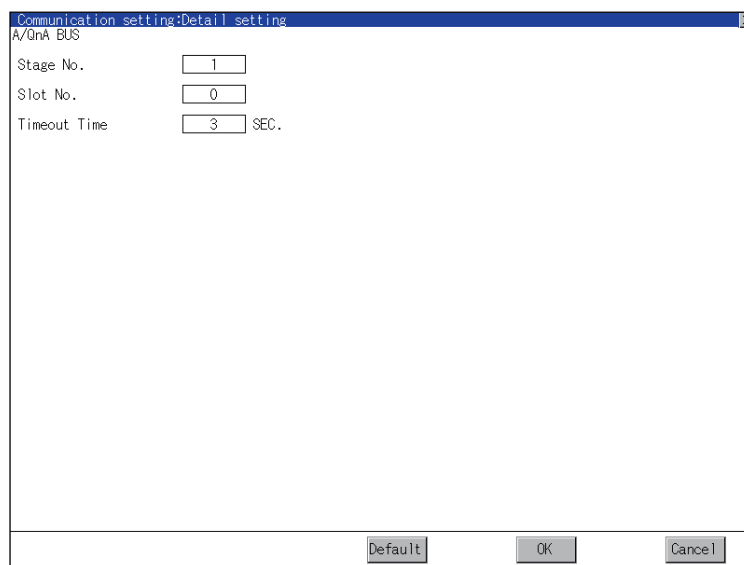 Communication setting:Detail setting
A/QnA BUS
Stage No. 1
Slot No. 0
Timeout Time 3 SEC.
Default OK Cancel